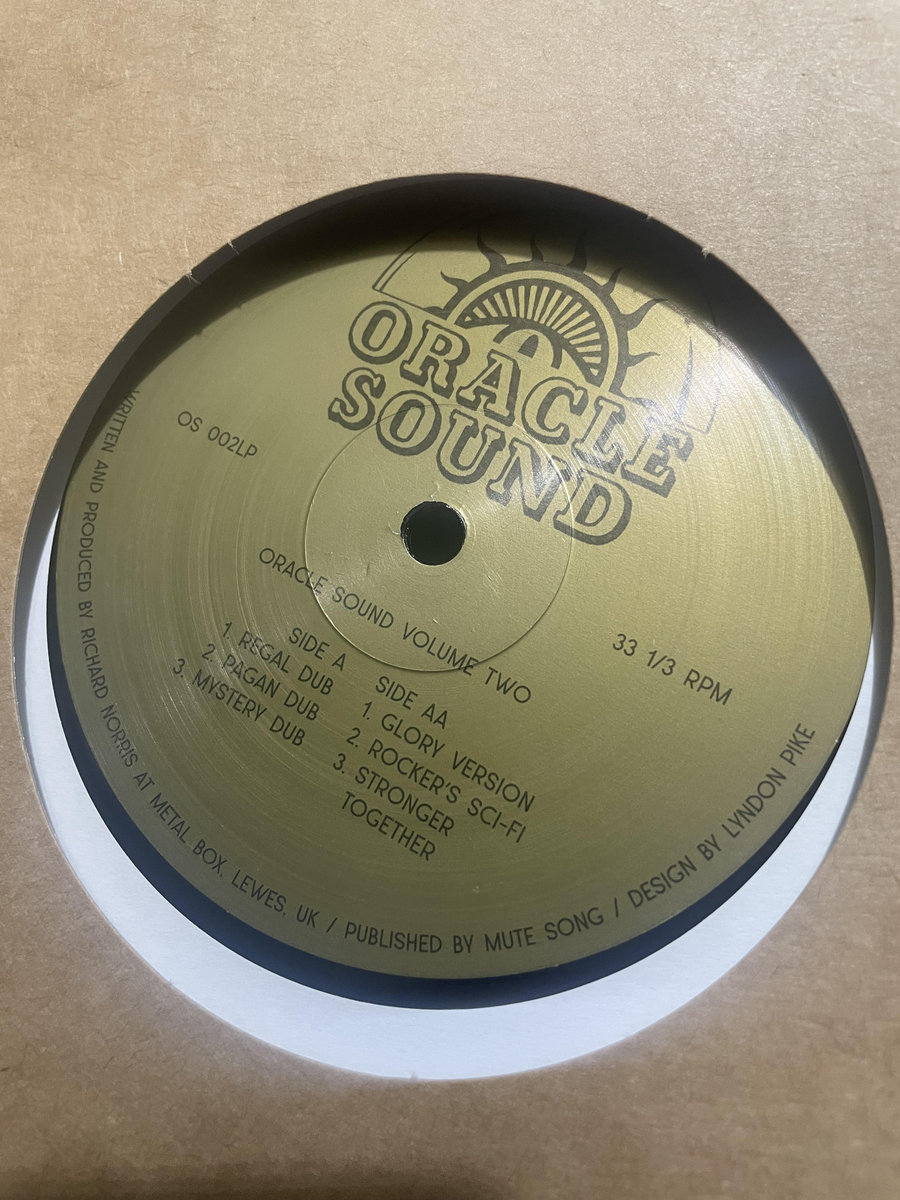 ORACLE
SOUND
OS 002LP
33 1/3 RPM
ORACLE SOUND VOLUME TWO
SIDE A
1. REGAL DUB
2. PAGAN DUB
3. MYSTERY DUB
SIDE AA
1. GLORY VERSION
2. ROCKER'S SCI-FI
3. STRONGER
TOGETHER
WRITTEN AND PRODUCED BY RICHARD NORRIS AT METAL BOX, LEWES, UK / PUBLISHED BY MUTE SONG / DESIGN BY LYNDON PIKE